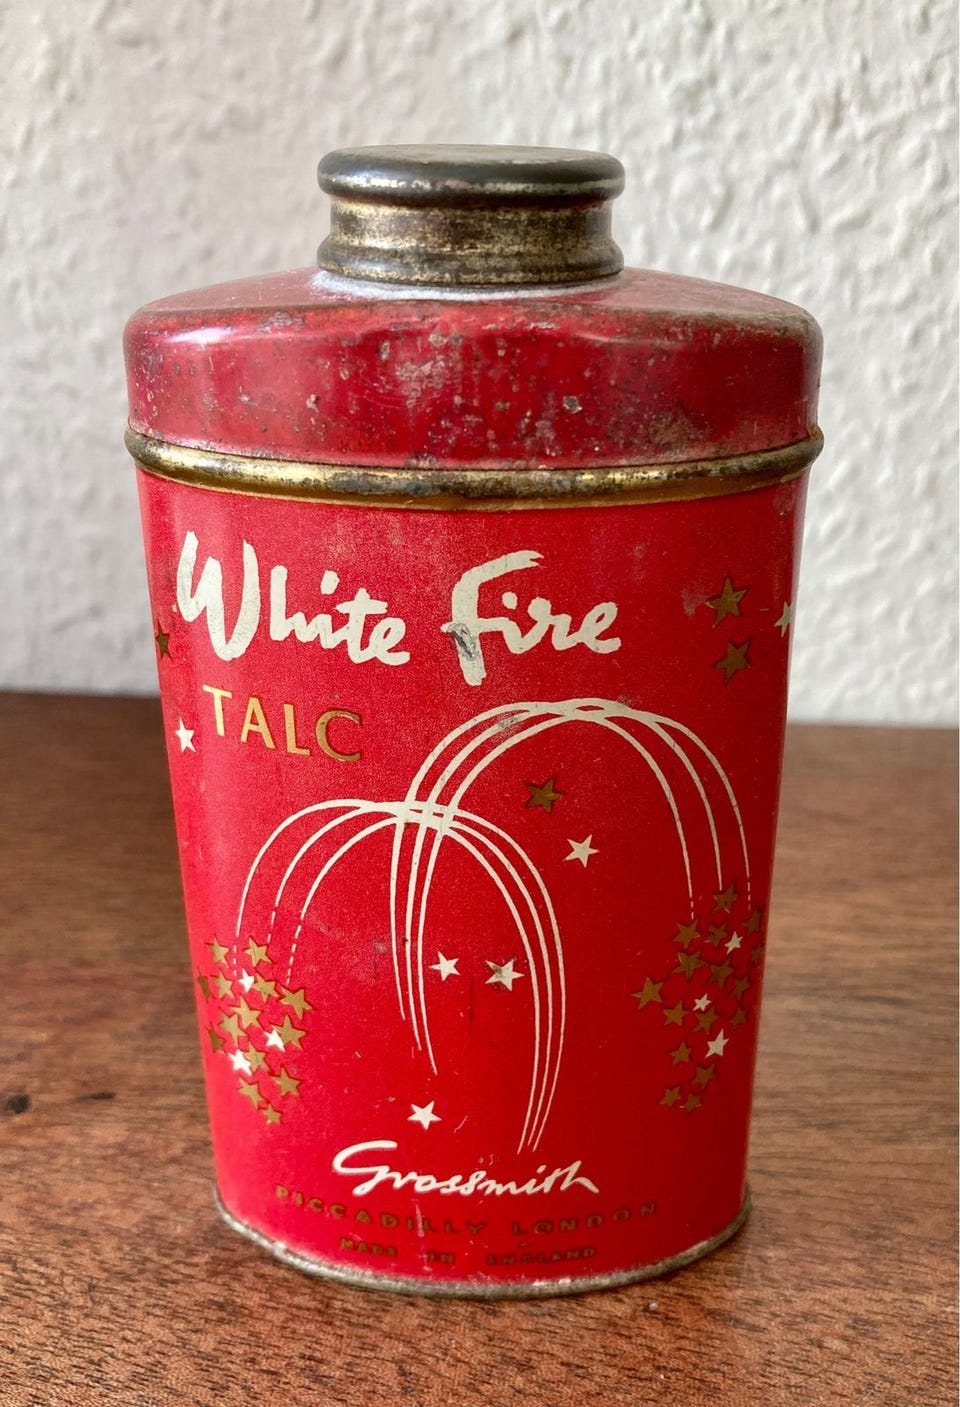 White Fire
TALC
Grossmith
PICCADILLY LONDON
MADE IN ENGLAND